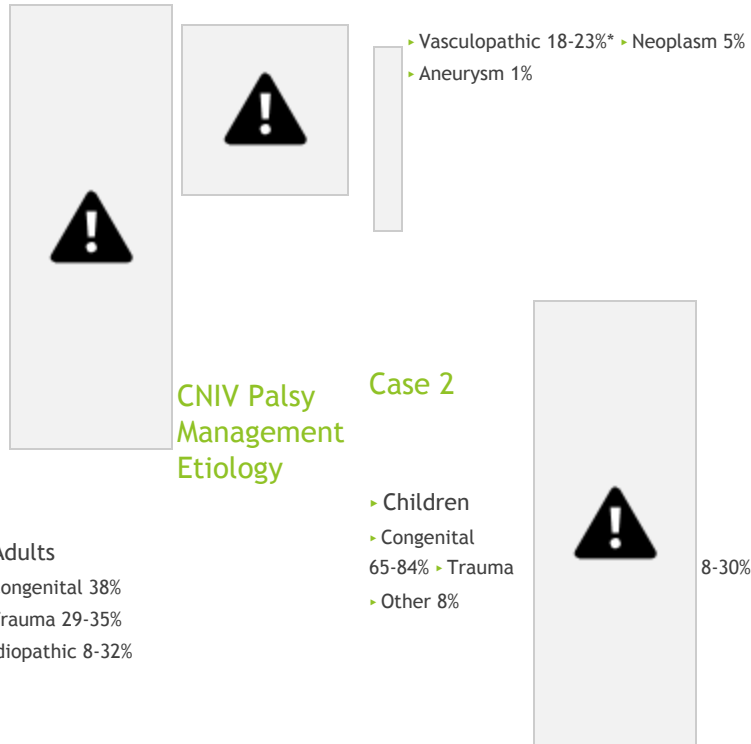 ▸ Vasculopathic 18-23%* ▸ Neoplasm 5%
▸ Aneurysm 1%
CNIV Palsy
Management
Etiology
Case 2
▸ Children
▸ Congenital
65-84% ▸ Trauma 8-30%
▸ Other 8%
Adults
ongenital 38%
rauma 29-35%
diopathic 8-32%